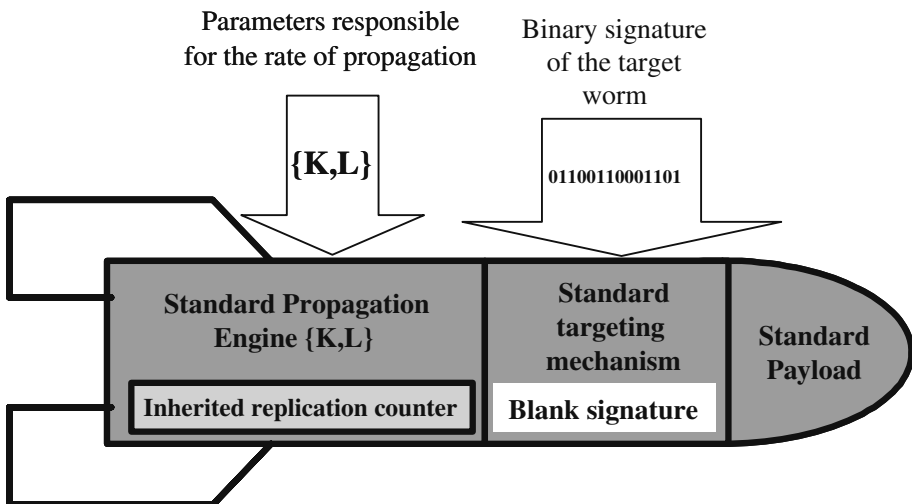 Parameters responsible
for the rate of propagation
Binary signature
of the target
worm
{K,L}
01100110001101
Standard Propagation
Engine {K,L}
Inherited replication counter
Standard
targeting
mechanism
Blank signature
Standard
Payload